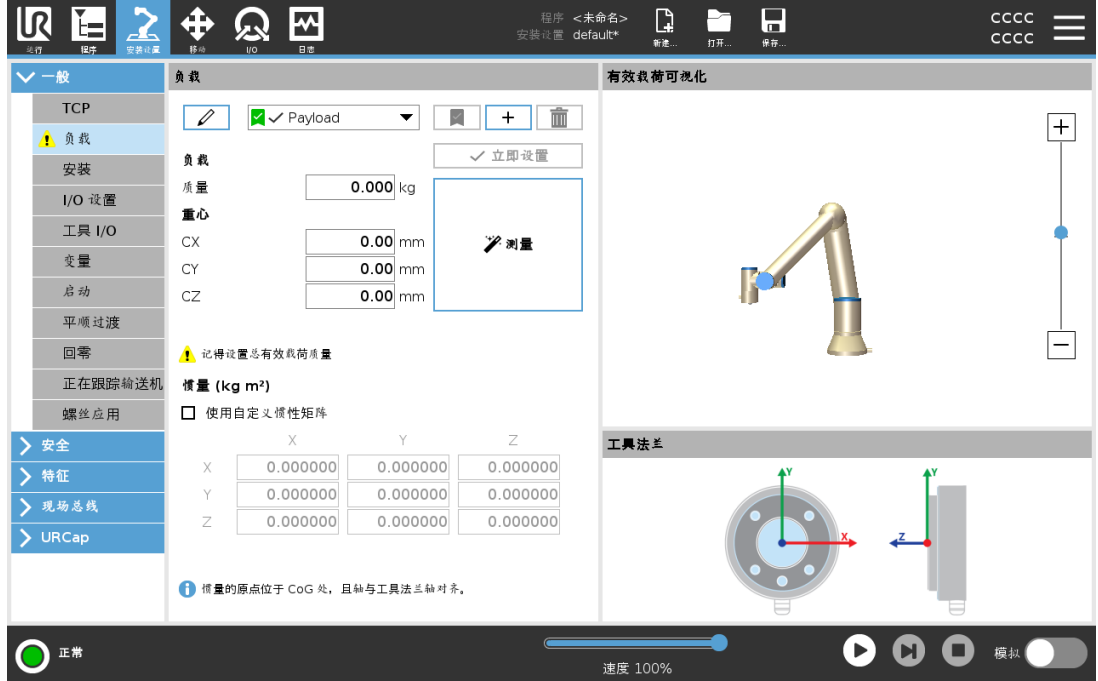 程序 <未命名>
安装设置 default*
CCCC
CCCC
运行 程序 安装设置 移动 I/O 日志 新建... 打开... 保存...
一般
TCP
负载
安装
I/O 设置
工具 I/O
变量
启动
平顺过渡
回零
正在跟踪输送机
螺丝应用
安全
特征
现场总线
URCap
负载
Payload
立即设置
负载
质量 0.000 kg
重心
CX 0.00 mm
CY 0.00 mm
CZ 0.00 mm
测量
记得设置总有效载荷质量
惯量 (kg m²)
使用自定义惯性矩阵
X Y Z
X 0.000000 0.000000 0.000000
Y 0.000000 0.000000 0.000000
Z 0.000000 0.000000 0.000000
惯量的原点位于 CoG 处，且轴与工具法兰轴对齐。
有效载荷可视化
工具法兰
Y Y
X Z
正常
速度 100%
模拟